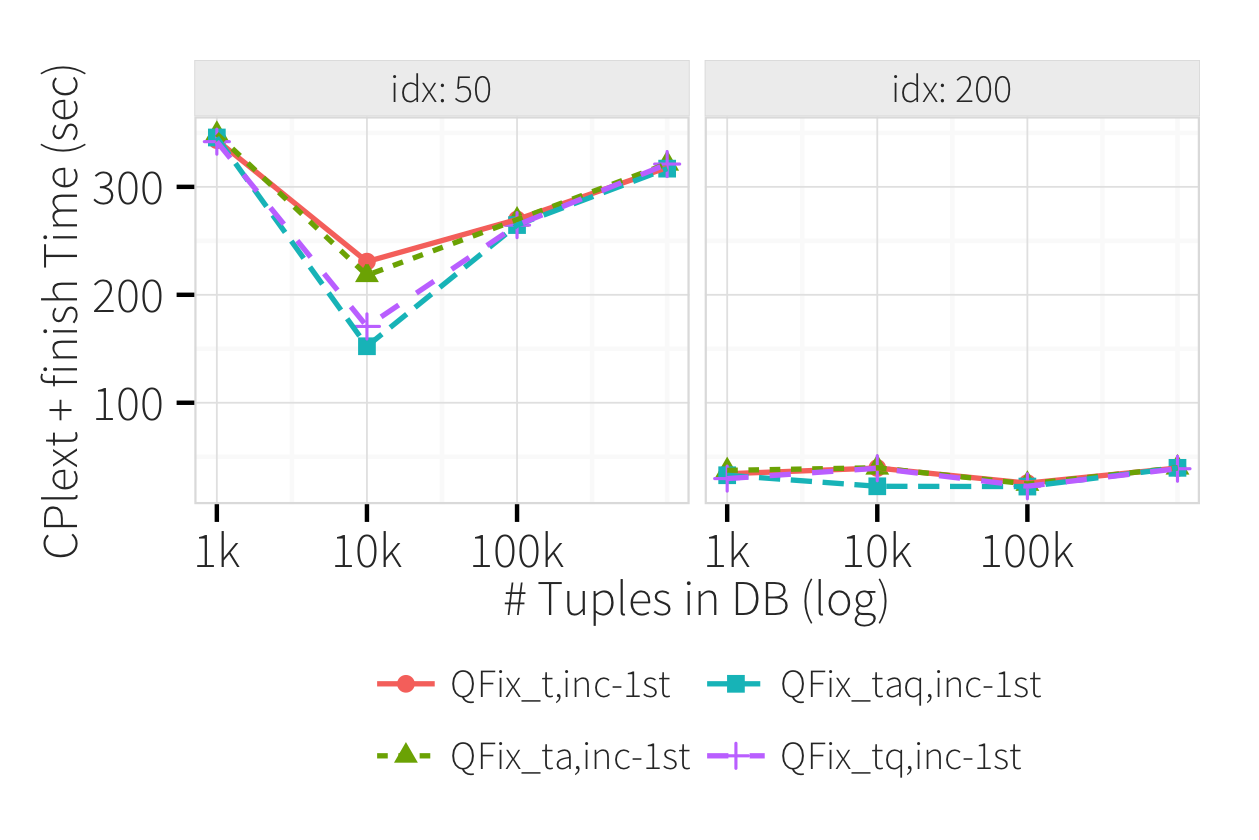 idx: 50
idx: 200
CPlext + finish Time (sec)
300
200
100
1k
10k
100k
1k
10k
100k
# Tuples in DB (log)
QFix_t,inc-1st
QFix_taq,inc-1st
QFix_ta,inc-1st
QFix_tq,inc-1st